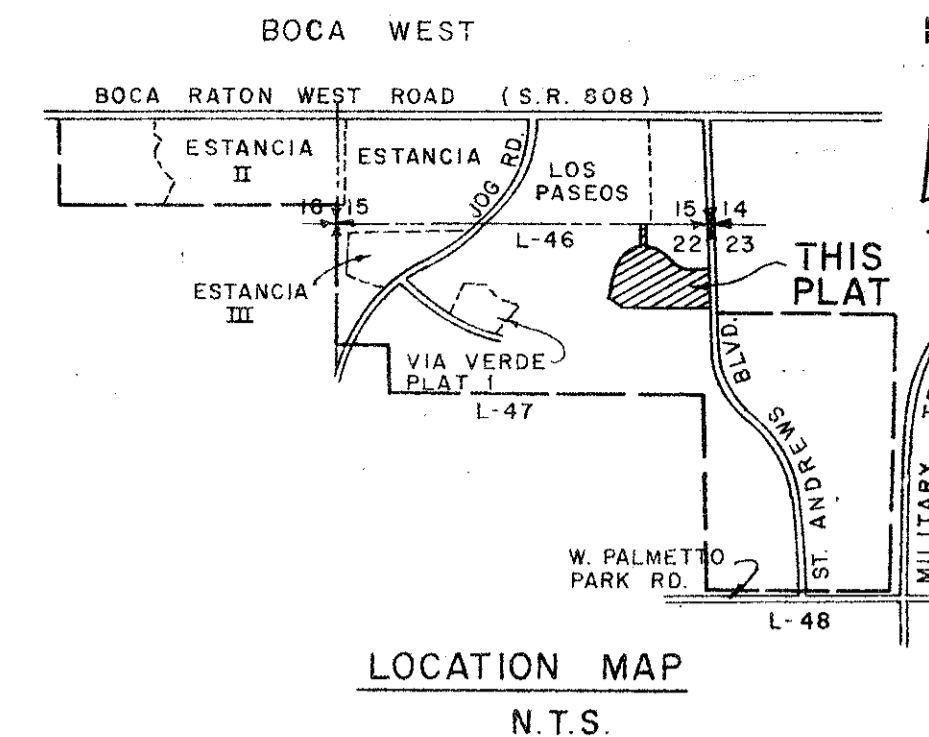 BOCA WEST
BOCA RATON WEST ROAD (S.R. 808)
ESTANCIA
II
ESTANCIA
JOG RD.
LOS
PASEOS
16 15
15 14
L-46
22 23
THIS
PLAT
ESTANCIA
III
VIA VERDE
PLAT 1
L-47
ST. ANDREWS BLVD.
MILITARY
W. PALMETTO
PARK RD.
L-48
LOCATION MAP
N.T.S.